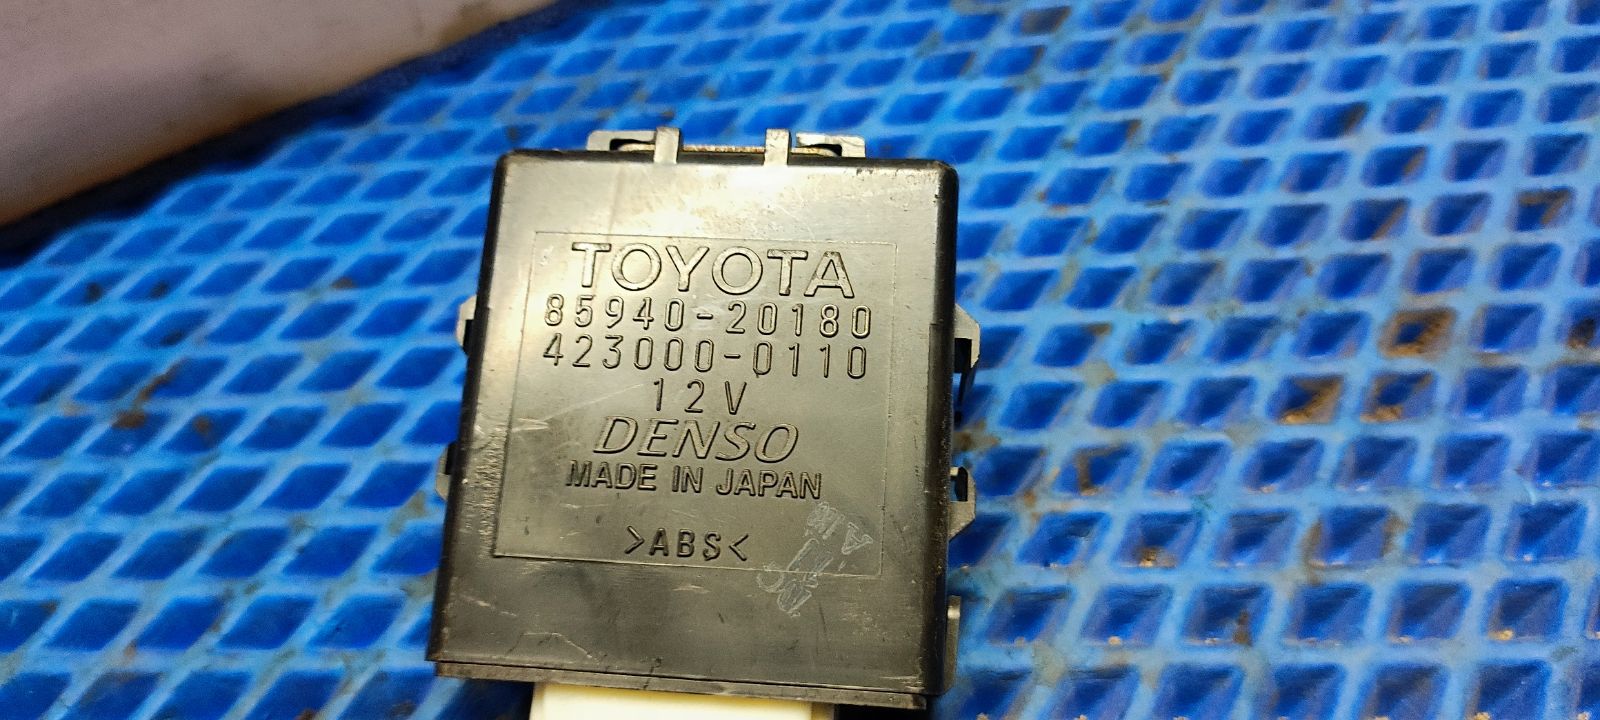 TOYOTA
85940-20180
423000-0110
12V
DENSO
MADE IN JAPAN
>ABS<